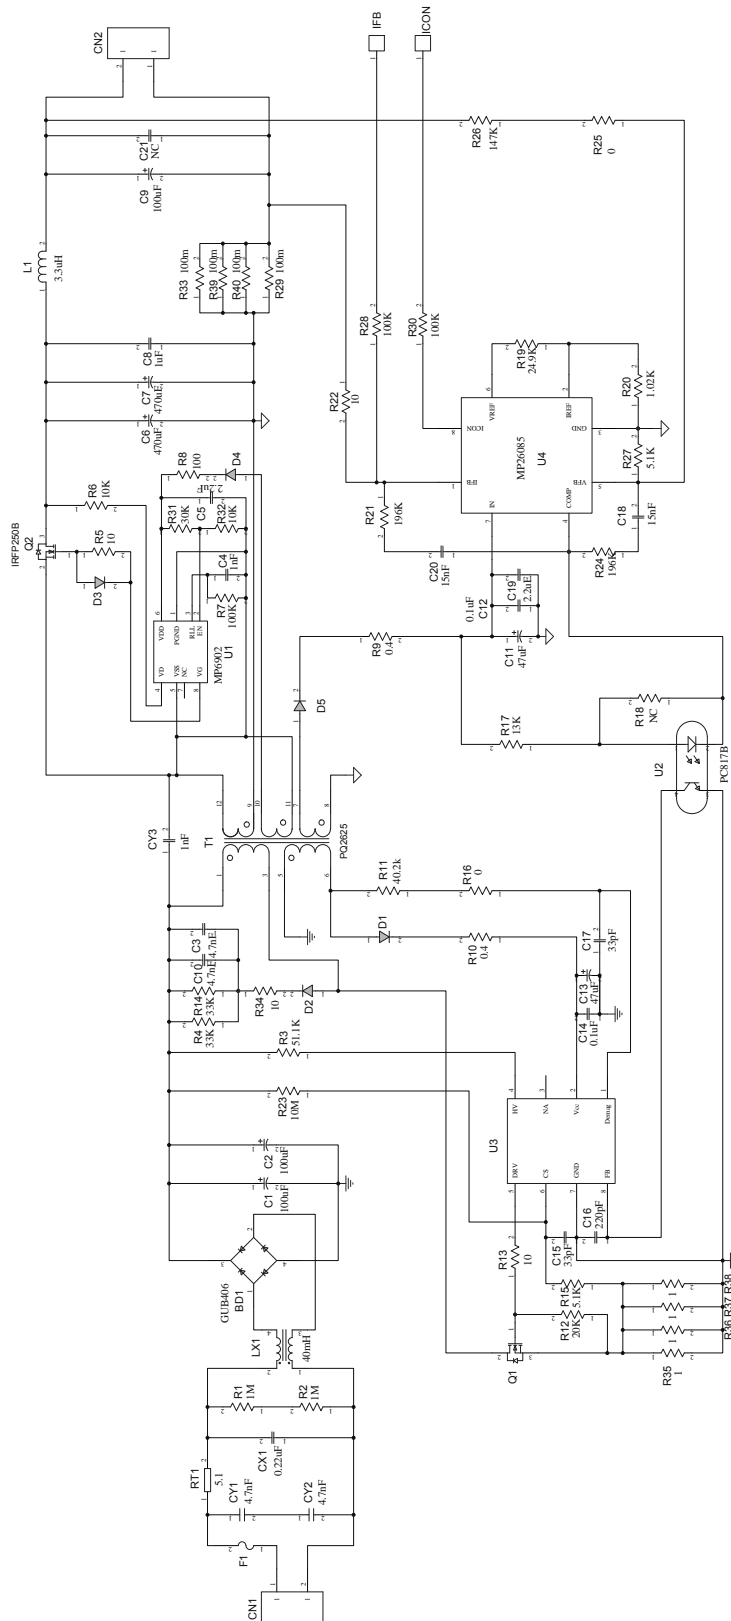 CN1
F1
RT1
5.1
CY1
4.7nF
CY2
4.7nF
CX1
0.22uF
R1
1M
R2
1M
LX1
40mH
GUB406
BD1
C1
100uF
C2
100uF
R23
10M
R3
51.1K
R4
33K
R14
33K
C10
4.7nF
C3
4.7nF
R34
10
D2
CY3
1nF
T1
PQ2625
D1
R10
0.4
R11
40.2k
R16
0
C17
33pF
C13
47uF
C14
0.1uF
U3
HV
NA
Vcc
Demag
DRV
CS
GND
FB
R13
10
C15
33pF
C16
220pF
R15
5.1K
R12
20K
Q1
R35
1
R36
1
R37
1
R38
1
U2
PC817B
R18
NC
R17
13K
R9
0.4
D5
C11
47uF
C12
0.1uF
C19
2.2uF
U1
MP6902
VD
VSS
NC
VG
VDD
PGND
RLL
EN
D3
R5
10
Q2
IRFP250B
R6
10K
R7
100K
C4
1nF
R31
30K
R32
10K
C5
2.2uF
R8
100
D4
C6
470uF
C7
470uF
C8
1uF
L1
3.3uH
R33
100m
R39
100m
R40
100m
R29
100m
C9
100uF
C21
NC
CN2
R22
10
R21
196K
C20
15nF
R24
196K
C18
15nF
R27
5.1K
R20
1.02K
R19
24.9K
MP26085
U4
IN
COMP
IFB
VFB
ICON
GND
VREF
IREF
R28
100K
R30
100K
R26
147K
R25
0
IFB
ICON